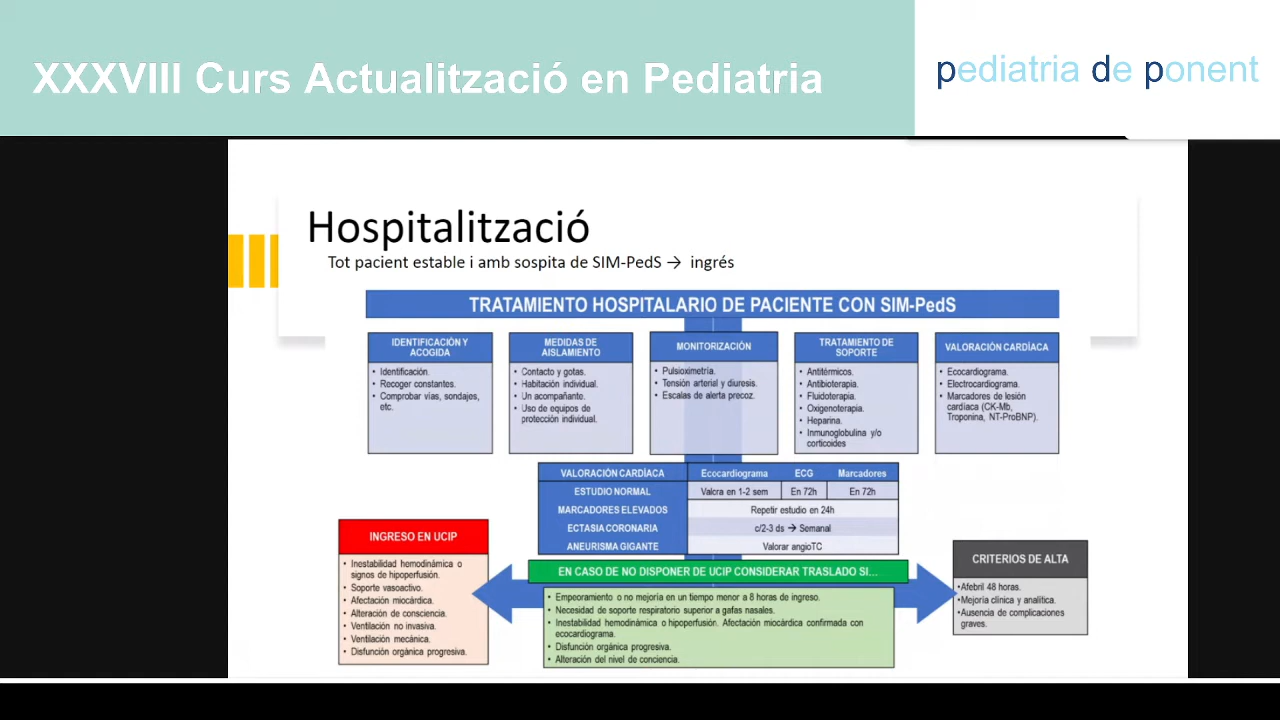 XXXVIII Curs Actualització en Pediatria
pediatria de ponent
Hospitalització
Tot pacient estable i amb sospita de SIM-PedS → ingrés
TRATAMIENTO HOSPITALARIO DE PACIENTE CON SIM-PedS
IDENTIFICACIÓN Y
ACOGIDA
• Identificación.
• Recoger constantes.
• Comprobar vías, sondajes,
etc.
MEDIDAS DE
AISLAMIENTO
• Contacto y gotas.
• Habitación individual.
• Un acompañante.
• Uso de equipos de
protección individual.
MONITORIZACIÓN
• Pulsioximetría.
• Tensión arterial y diuresis.
• Escalas de alerta precoz.
TRATAMIENTO DE
SOPORTE
• Antitérmicos.
• Antibioterapia.
• Fluidoterapia.
• Oxigenoterapia.
• Heparina.
• Inmunoglobulina y/o
corticoides
VALORACIÓN CARDÍACA
• Ecocardiograma.
• Electrocardiograma.
• Marcadores de lesión
cardíaca (CK-Mb,
Troponina, NT-ProBNP).
VALORACIÓN CARDÍACA Ecocardiograma ECG Marcadores
ESTUDIO NORMAL Valora en 1-2 sem En 72h En 72h
MARCADORES ELEVADOS Repetir estudio en 24h
ECTASIA CORONARIA c/2-3 ds → Semanal
ANEURISMA GIGANTE Valorar angioTC
INGRESO EN UCIP
• Inestabilidad hemodinámica o
signos de hipoperfusión.
• Soporte vasoactivo.
• Afectación miocárdica.
• Alteración de consciencia.
• Ventilación no invasiva.
• Ventilación mecánica.
• Disfunción orgánica progresiva.
EN CASO DE NO DISPONER DE UCIP CONSIDERAR TRASLADO SI...
• Empeoramiento o no mejoría en un tiempo menor a 8 horas de ingreso.
• Necesidad de soporte respiratorio superior a gafas nasales.
• Inestabilidad hemodinámica o hipoperfusión. Afectación miocárdica confirmada con
ecocardiograma.
• Disfunción orgánica progresiva.
• Alteración del nivel de conciencia.
CRITERIOS DE ALTA
•Afebril 48 horas.
•Mejoría clínica y analítica.
•Ausencia de complicaciones
graves.